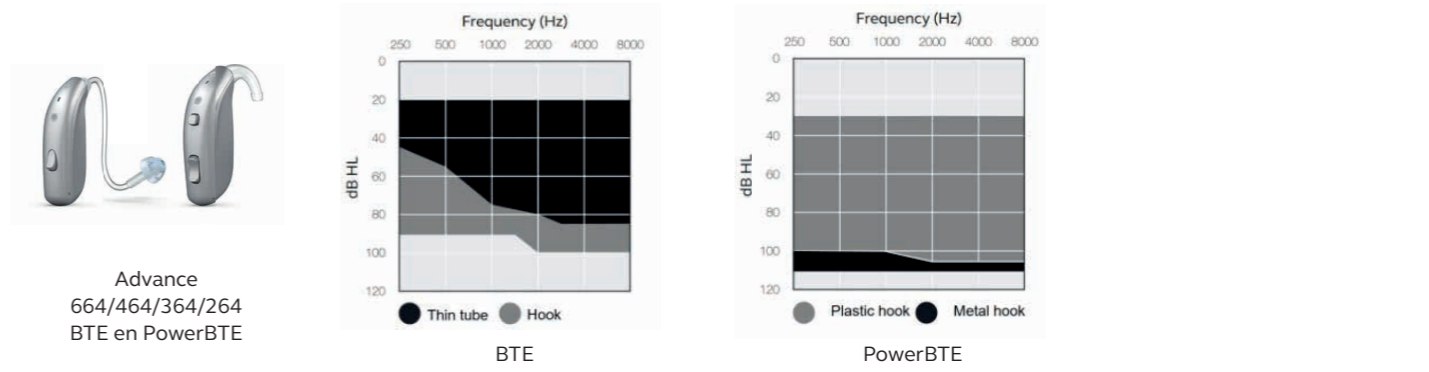 Advance
664/464/364/264
BTE en PowerBTE
Frequency (Hz)
250 500 1000 2000 4000 8000
dB HL
0
20
40
60
80
100
120
Thin tube Hook
BTE
Frequency (Hz)
250 500 1000 2000 4000 8000
dB HL
0
20
40
60
80
100
120
Plastic hook Metal hook
PowerBTE